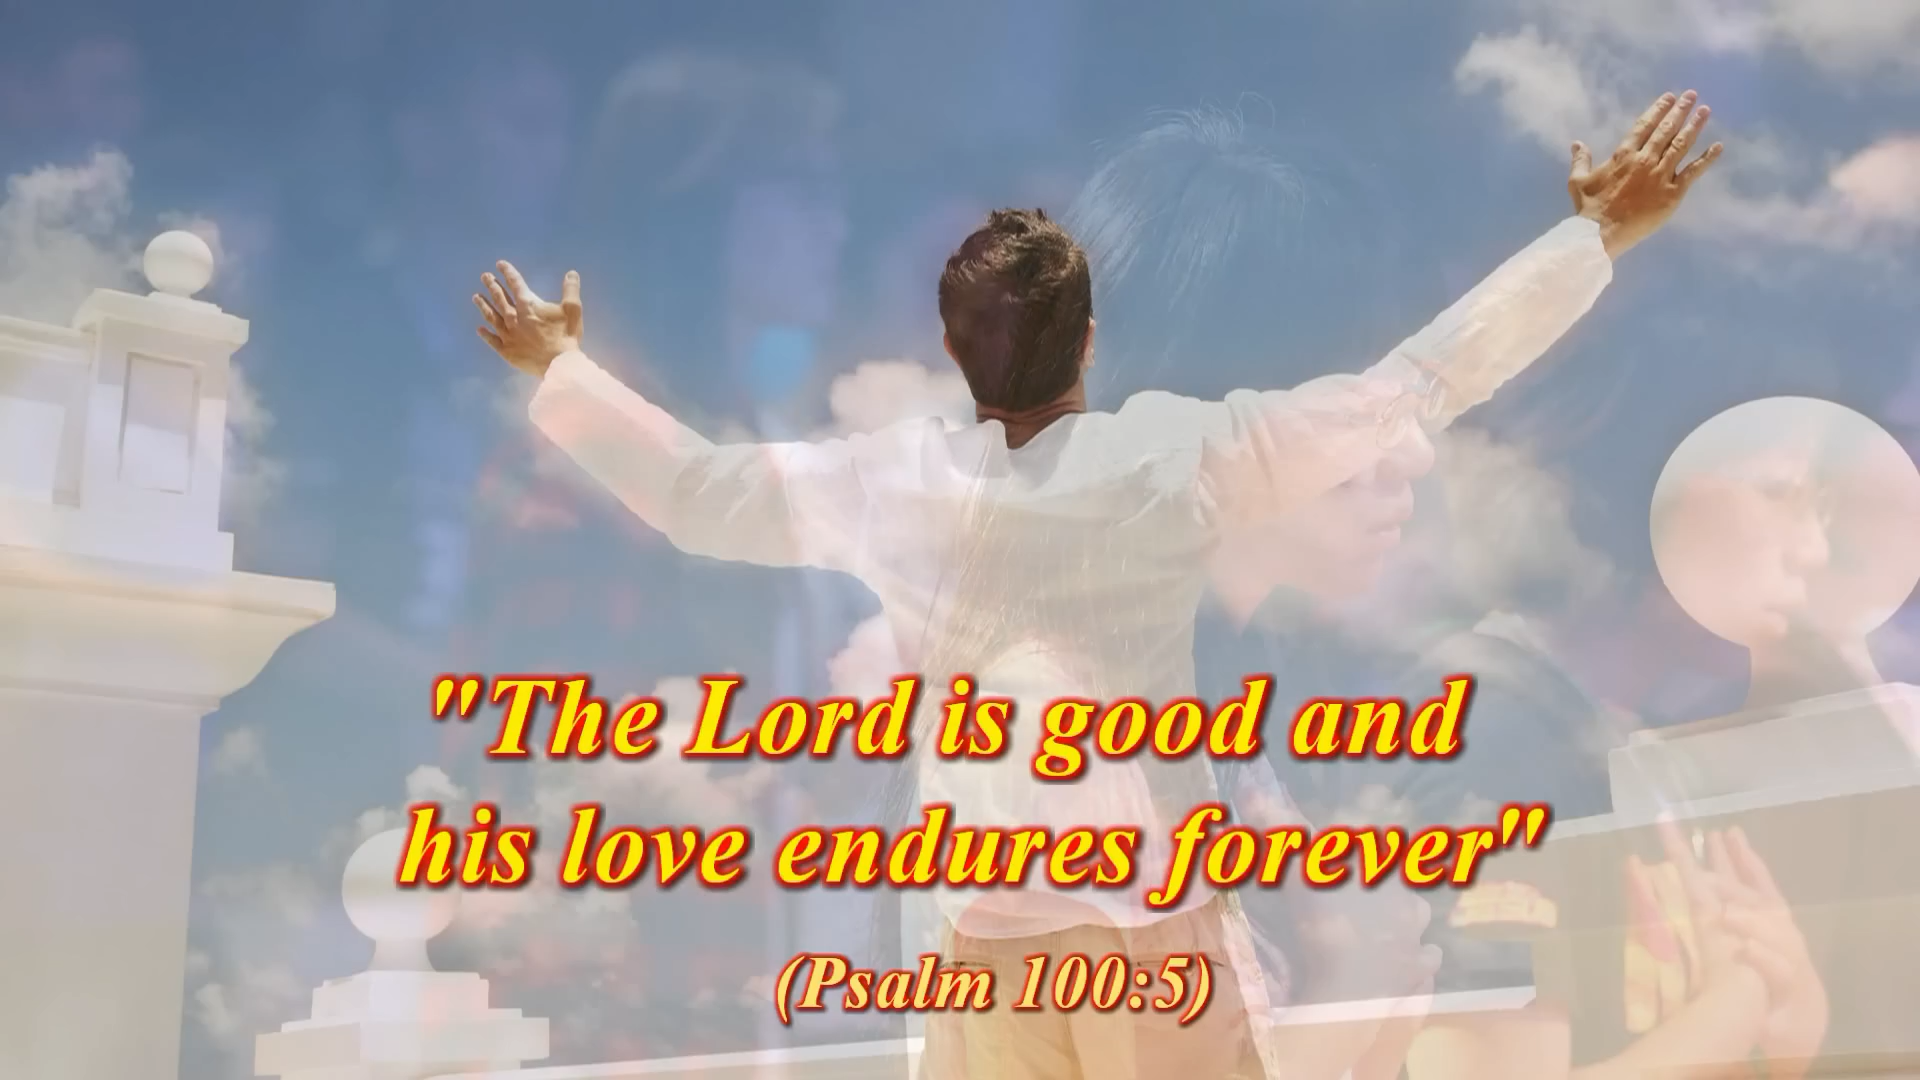 "The Lord is good and
his love endures forever"
(Psalm 100:5)